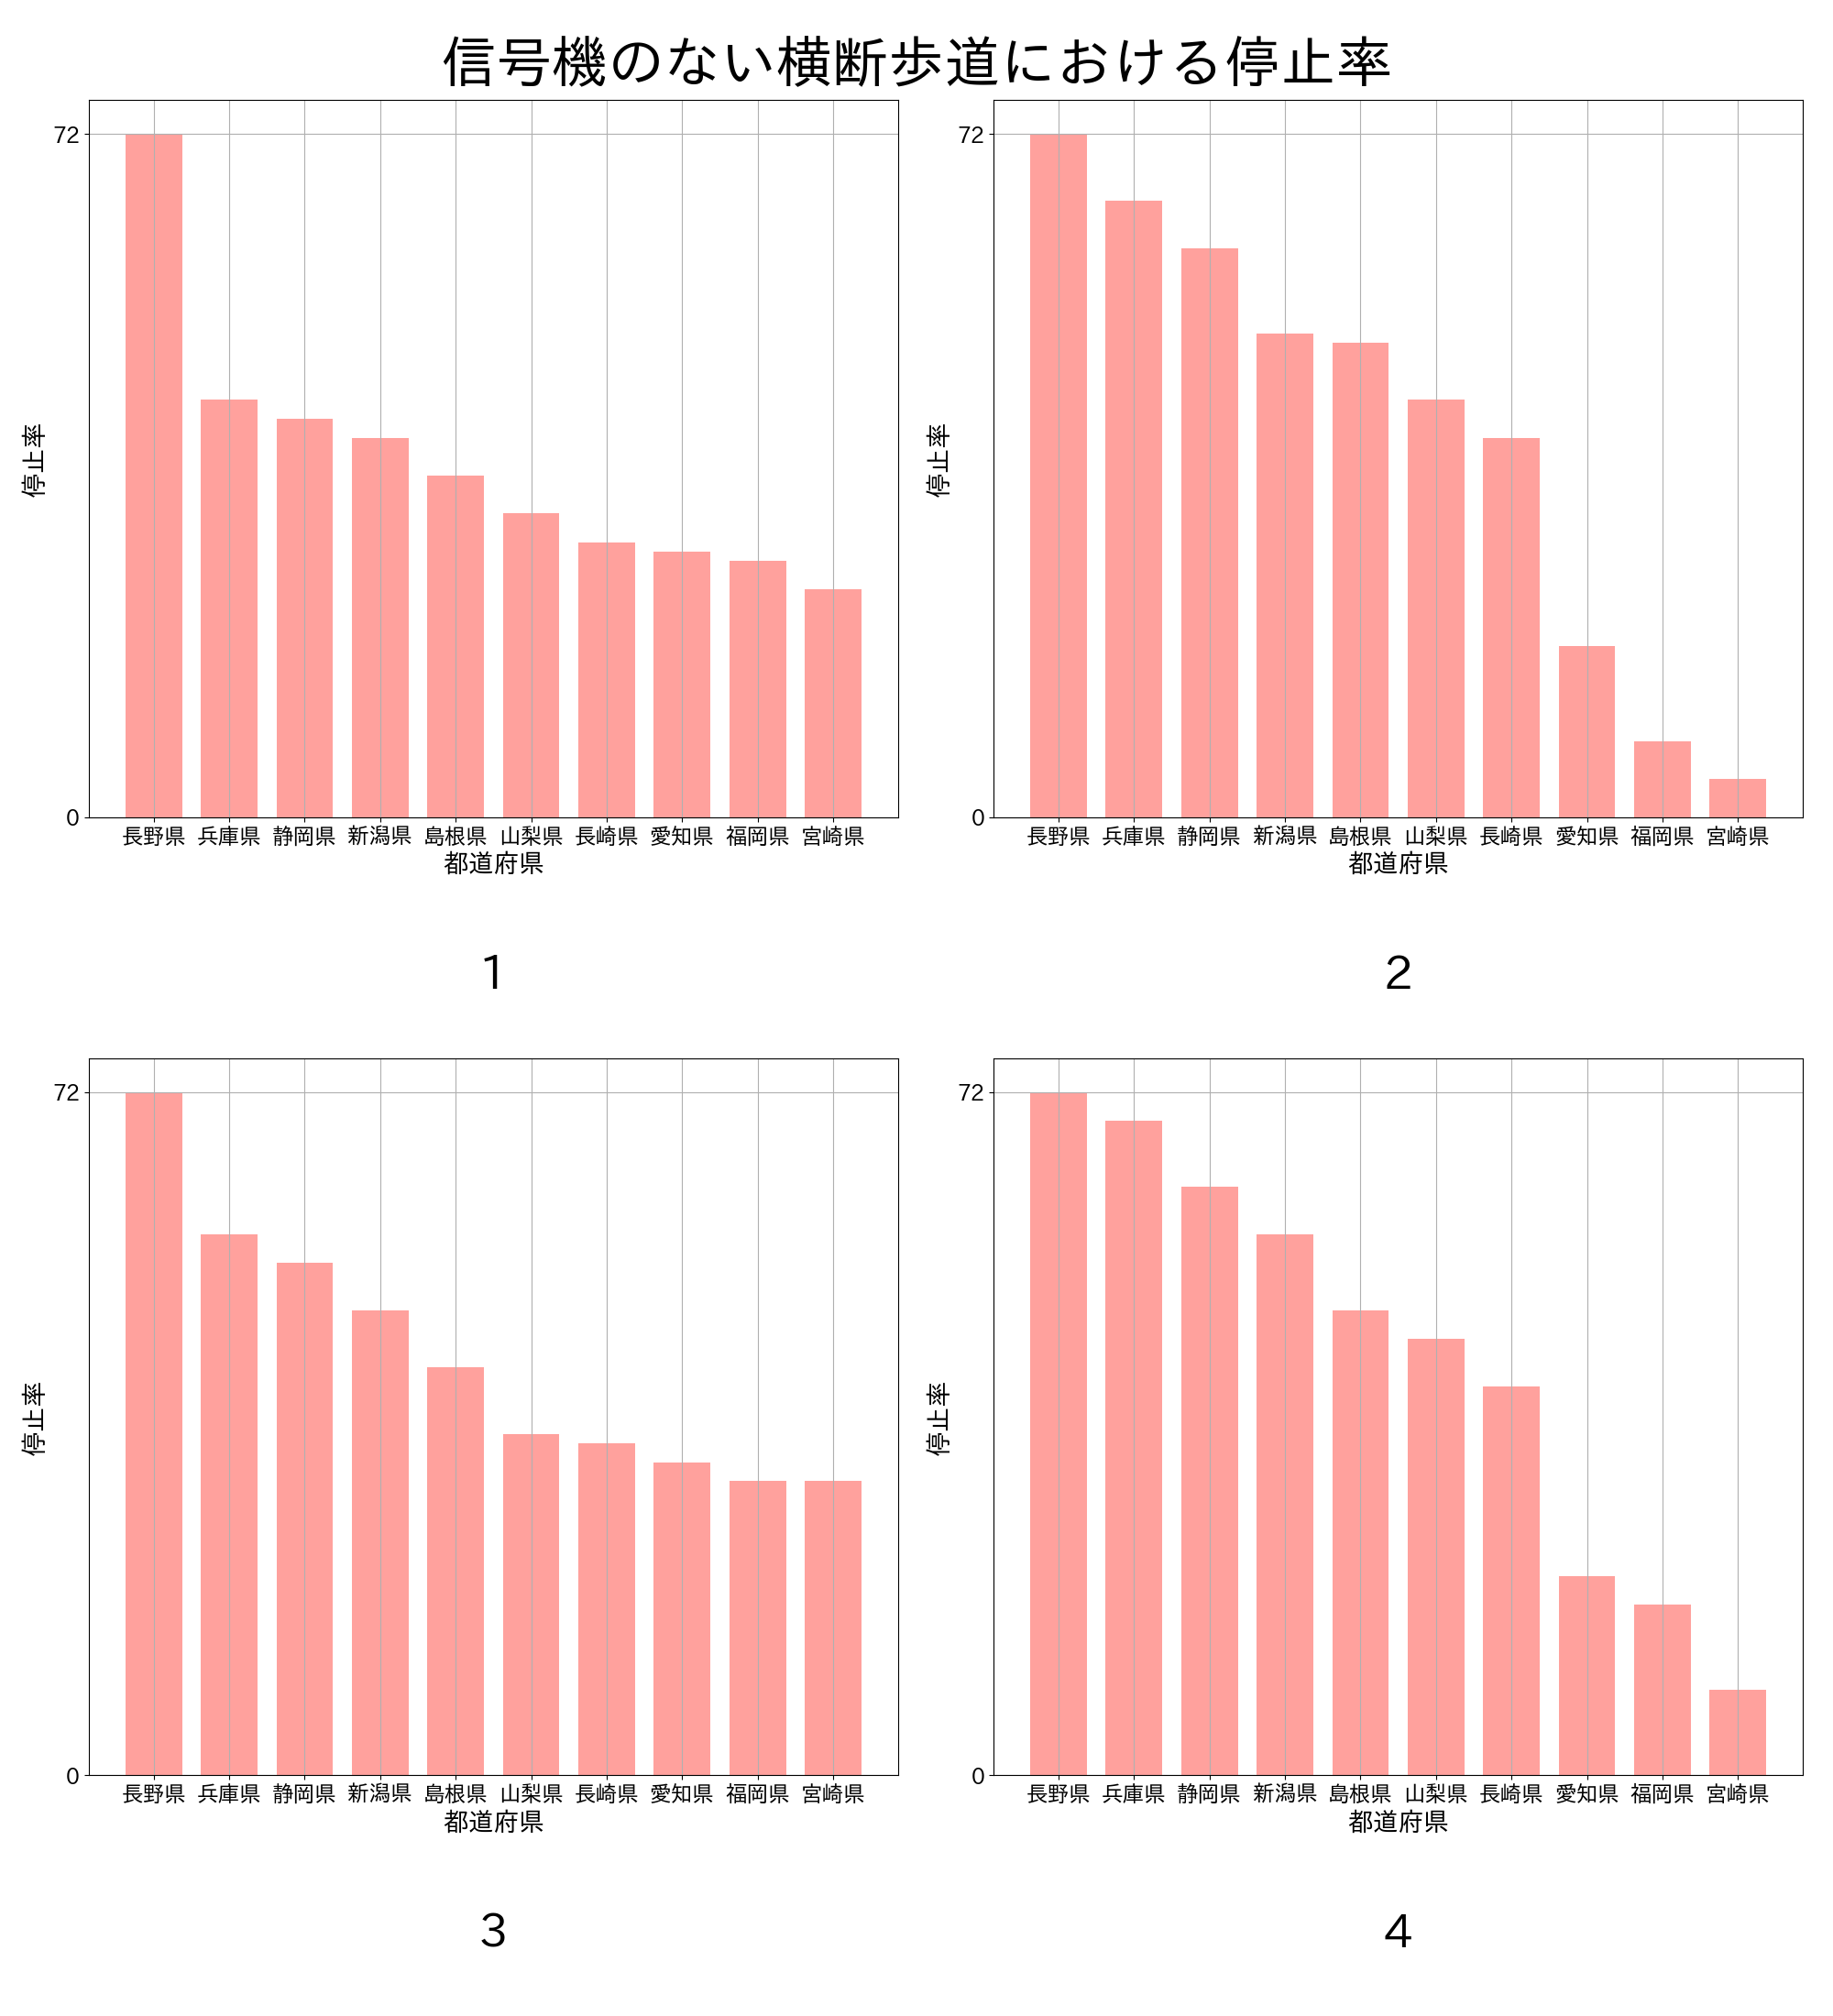 信号機のない横断歩道における停止率
72
0
停止率
長野県 兵庫県 静岡県 新潟県 島根県 山梨県 長崎県 愛知県 福岡県 宮崎県
都道府県
1
72
0
停止率
長野県 兵庫県 静岡県 新潟県 島根県 山梨県 長崎県 愛知県 福岡県 宮崎県
都道府県
2
72
0
停止率
長野県 兵庫県 静岡県 新潟県 島根県 山梨県 長崎県 愛知県 福岡県 宮崎県
都道府県
3
72
0
停止率
長野県 兵庫県 静岡県 新潟県 島根県 山梨県 長崎県 愛知県 福岡県 宮崎県
都道府県
4